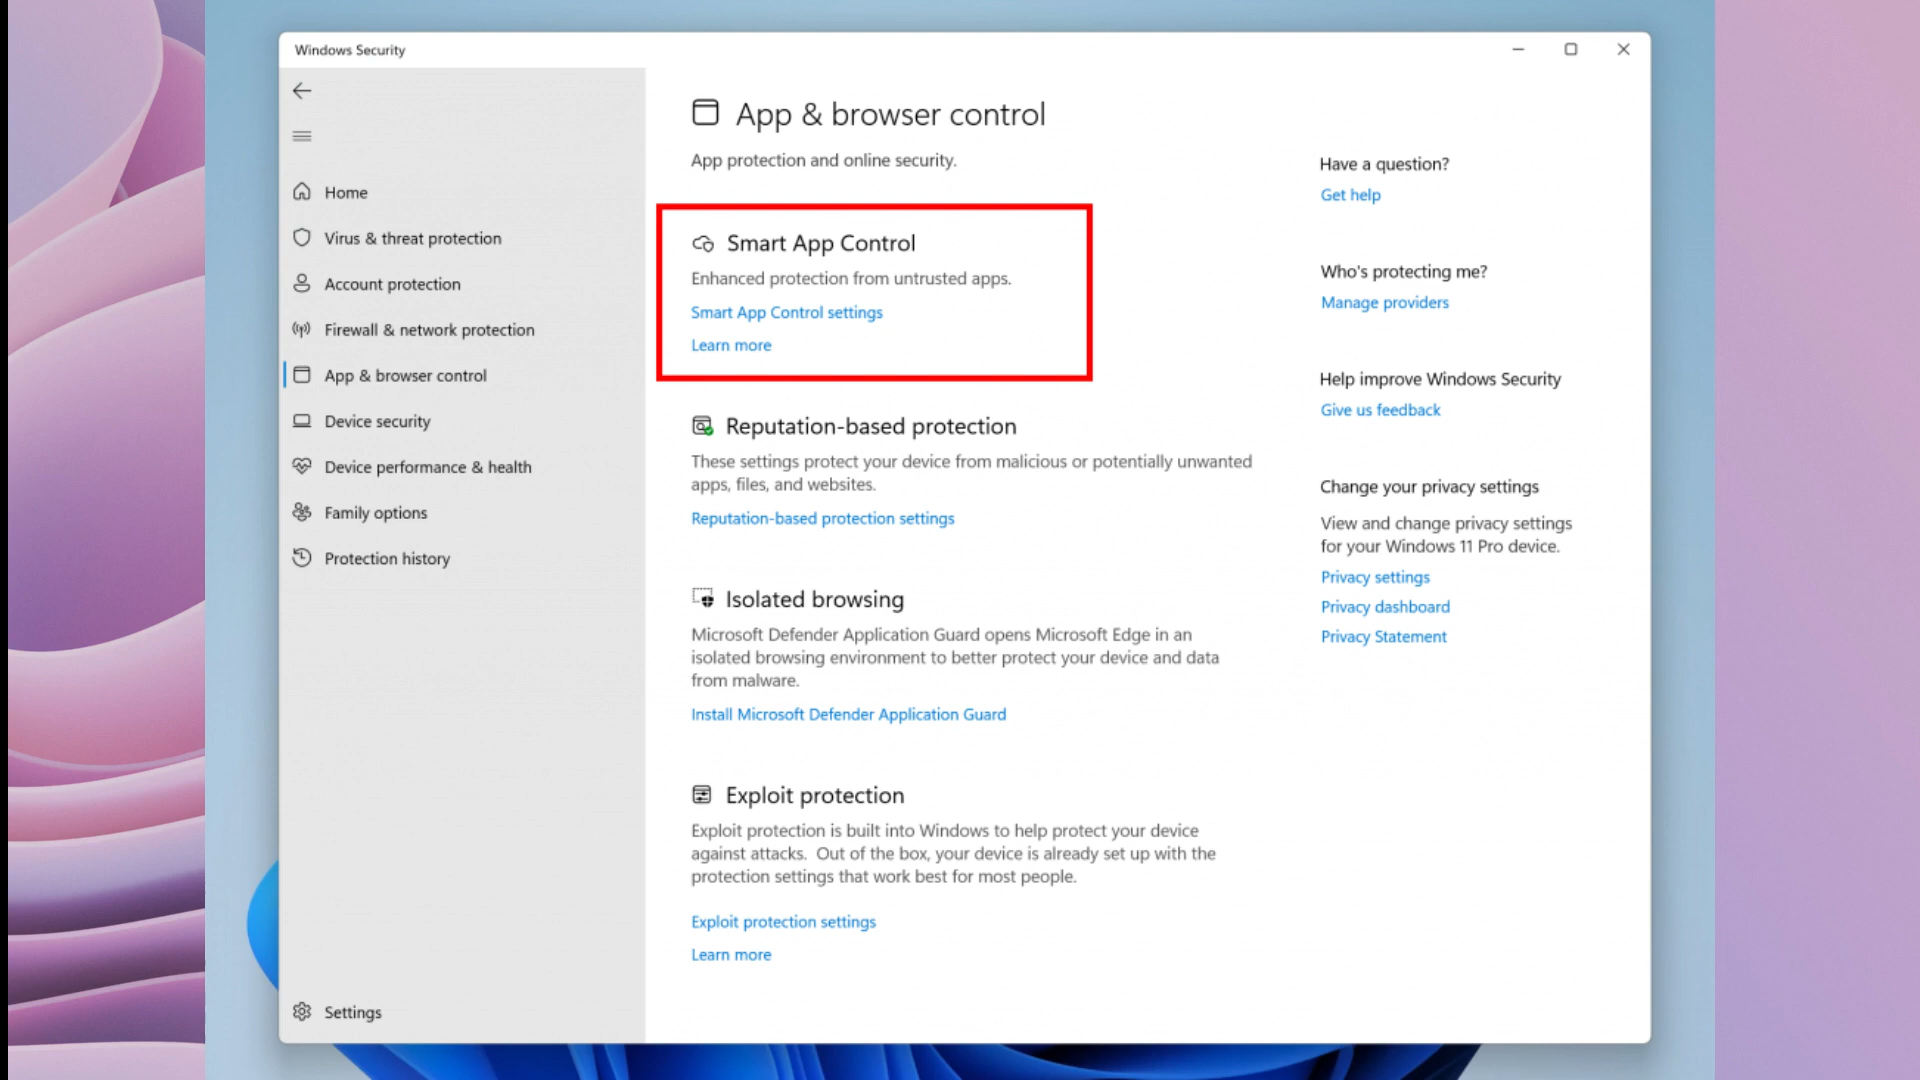 Windows Security
Home
Virus & threat protection
Account protection
Firewall & network protection
App & browser control
Device security
Device performance & health
Family options
Protection history
Settings
App & browser control
App protection and online security.
Smart App Control
Enhanced protection from untrusted apps.
Smart App Control settings
Learn more
Reputation-based protection
These settings protect your device from malicious or potentially unwanted
apps, files, and websites.
Reputation-based protection settings
Isolated browsing
Microsoft Defender Application Guard opens Microsoft Edge in an
isolated browsing environment to better protect your device and data
from malware.
Install Microsoft Defender Application Guard
Exploit protection
Exploit protection is built into Windows to help protect your device
against attacks.  Out of the box, your device is already set up with the
protection settings that work best for most people.
Exploit protection settings
Learn more
Have a question?
Get help
Who's protecting me?
Manage providers
Help improve Windows Security
Give us feedback
Change your privacy settings
View and change privacy settings
for your Windows 11 Pro device.
Privacy settings
Privacy dashboard
Privacy Statement